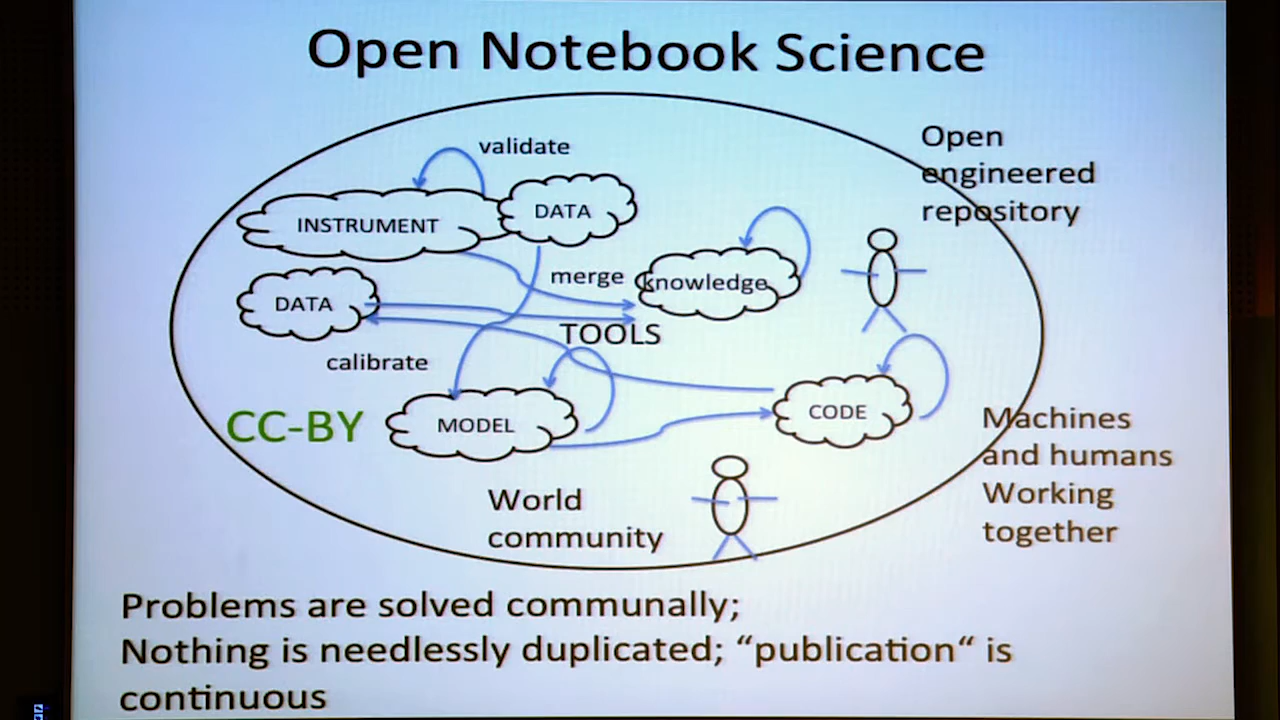 Open Notebook Science
validate
Open
engineered
repository
INSTRUMENT
DATA
merge
knowledge
DATA
TOOLS
calibrate
CC-BY
MODEL
CODE
Machines
and humans
Working
together
World
community
Problems are solved communally;
Nothing is needlessly duplicated; “publication“ is
continuous